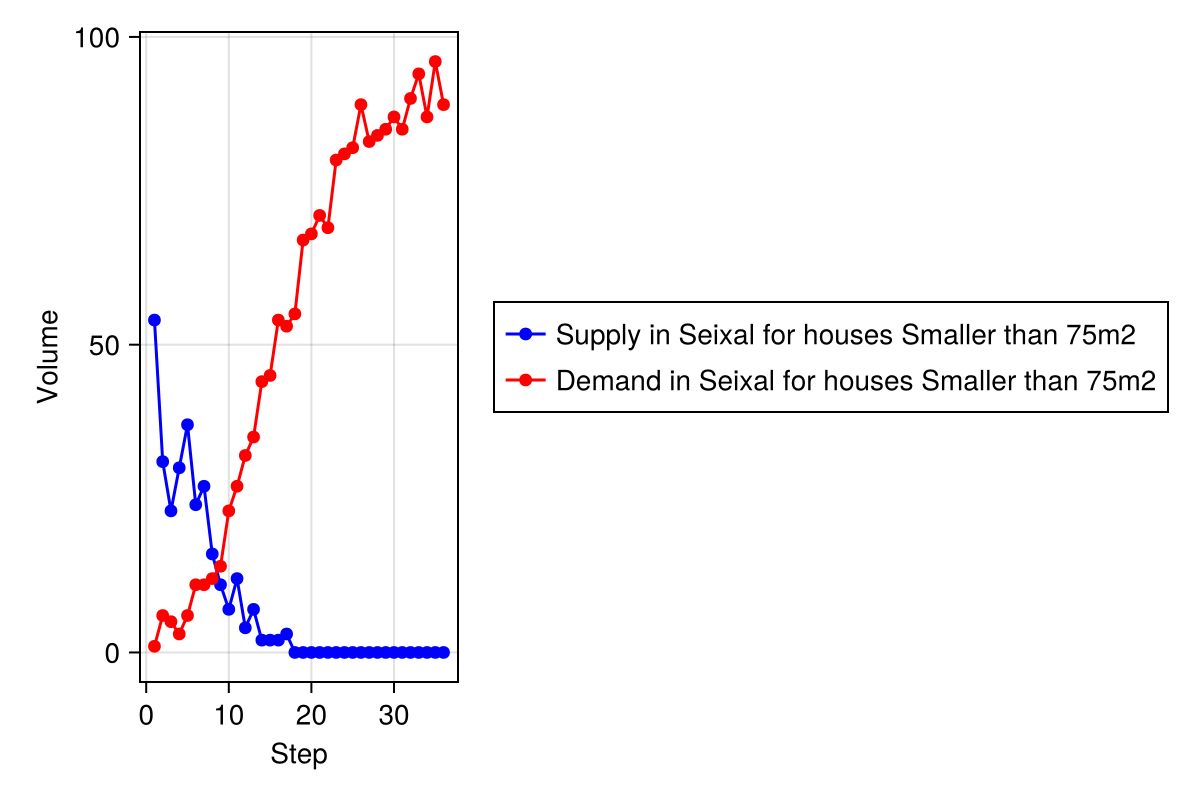 100
50
0
Volume
0 10 20 30
Step
Supply in Seixal for houses Smaller than 75m2
Demand in Seixal for houses Smaller than 75m2